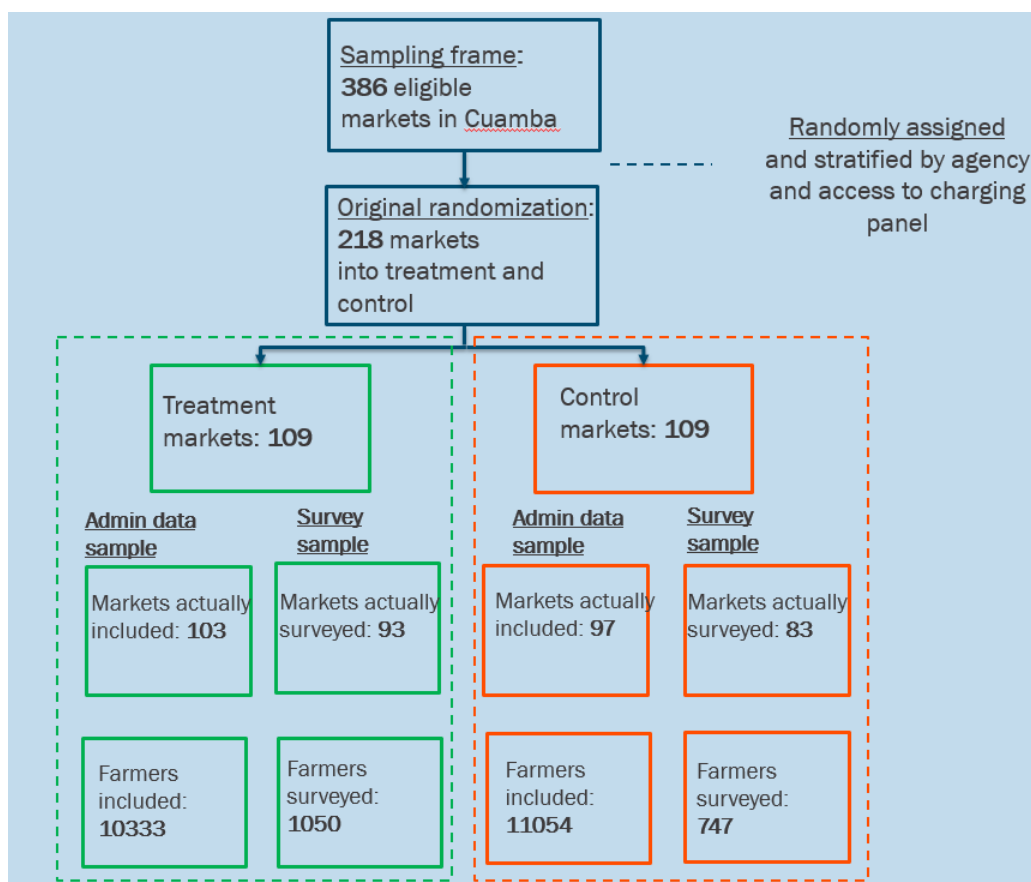 Sampling frame:
386 eligible
markets in Cuamba
Randomly assigned
and stratified by agency
and access to charging
panel
Original randomization:
218 markets
into treatment and
control
Treatment
markets: 109
Control
markets: 109
Admin data
sample
Survey
sample
Admin data
sample
Survey
sample
Markets actually
included: 103
Markets actually
surveyed: 93
Markets actually
included: 97
Markets actually
surveyed: 83
Farmers
included:
10333
Farmers
surveyed:
1050
Farmers
included:
11054
Farmers
surveyed:
747